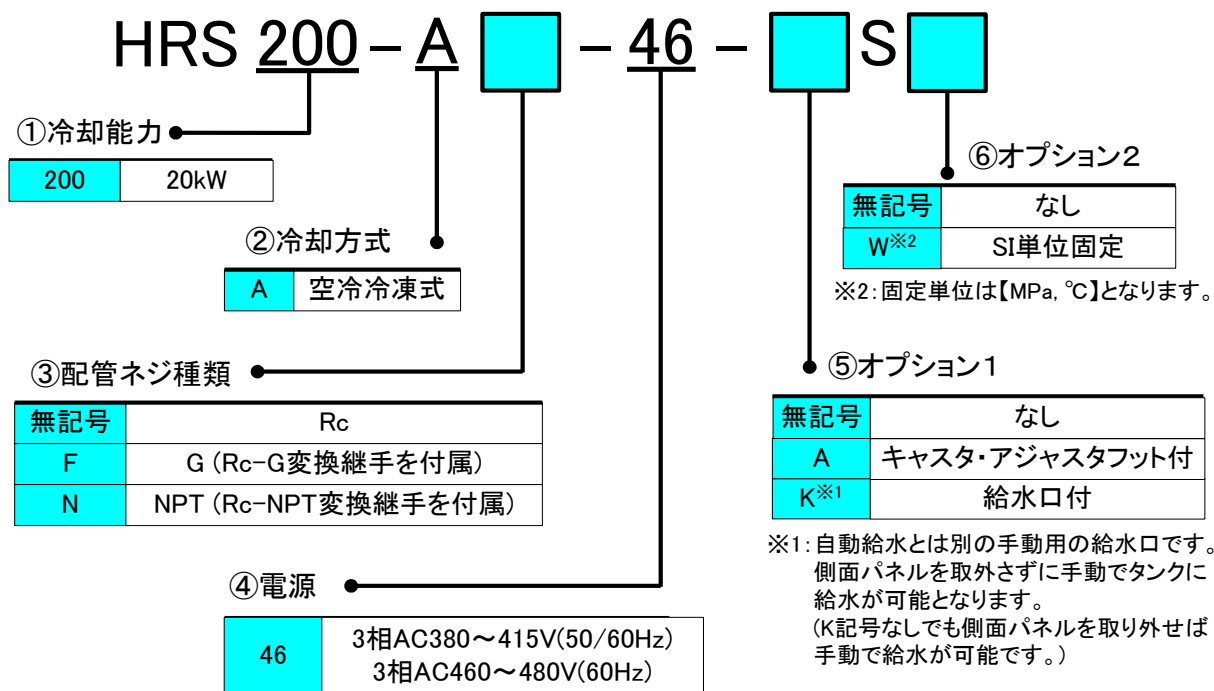 HRS 200 - A - 46 - S
①冷却能力
200 20kW
②冷却方式
A 空冷冷凍式
③配管ネジ種類
無記号 Rc
F G (Rc-G変換継手を付属)
N NPT (Rc-NPT変換継手を付属)
④電源
46 3相AC380~415V(50/60Hz)
3相AC460~480V(60Hz)
⑥オプション2
無記号 なし
W※2 SI単位固定
※2:固定単位は【MPa, ℃】となります。
⑤オプション1
無記号 なし
A キャスタ・アジャスタフット付
K※1 給水口付
※1:自動給水とは別の手動用の給水口です。
側面パネルを取外さずに手動でタンクに
給水が可能となります。
(K記号なしでも側面パネルを取り外せば
手動で給水が可能です。)